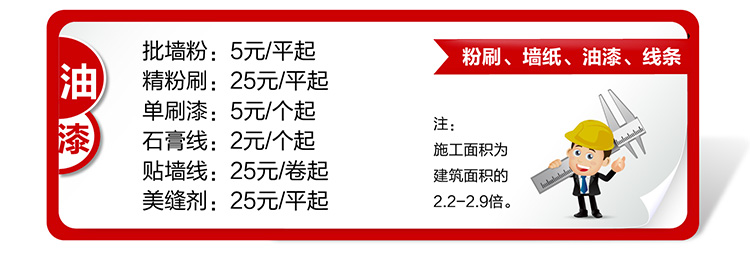 油漆
批墙粉：5元/平起
精粉刷：25元/平起
单刷漆：5元/个起
石膏线：2元/个起
贴墙线：25元/卷起
美缝剂：25元/平起
粉刷、墙纸、油漆、线条
注：
施工面积为
建筑面积的
2.2-2.9倍。